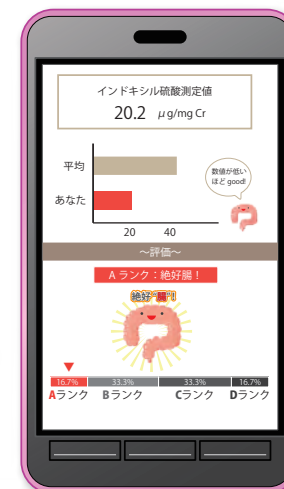 インドキシル硫酸測定値
20.2 μg/mg Cr
平均
あなた
20 40
数値が低い
ほど good!
〜評価〜
A ランク：絶好腸！
絶好"腸"！
16.7% 33.3% 33.3% 16.7%
Aランク Bランク Cランク Dランク